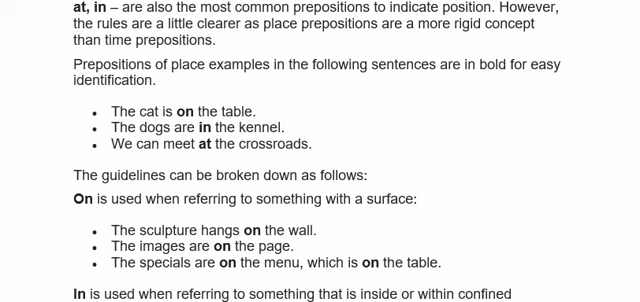 at, in – are also the most common prepositions to indicate position. However,
the rules are a little clearer as place prepositions are a more rigid concept
than time prepositions.
Prepositions of place examples in the following sentences are in bold for easy
identification.
• The cat is on the table.
• The dogs are in the kennel.
• We can meet at the crossroads.
The guidelines can be broken down as follows:
On is used when referring to something with a surface:
• The sculpture hangs on the wall.
• The images are on the page.
• The specials are on the menu, which is on the table.
In is used when referring to something that is inside or within confined